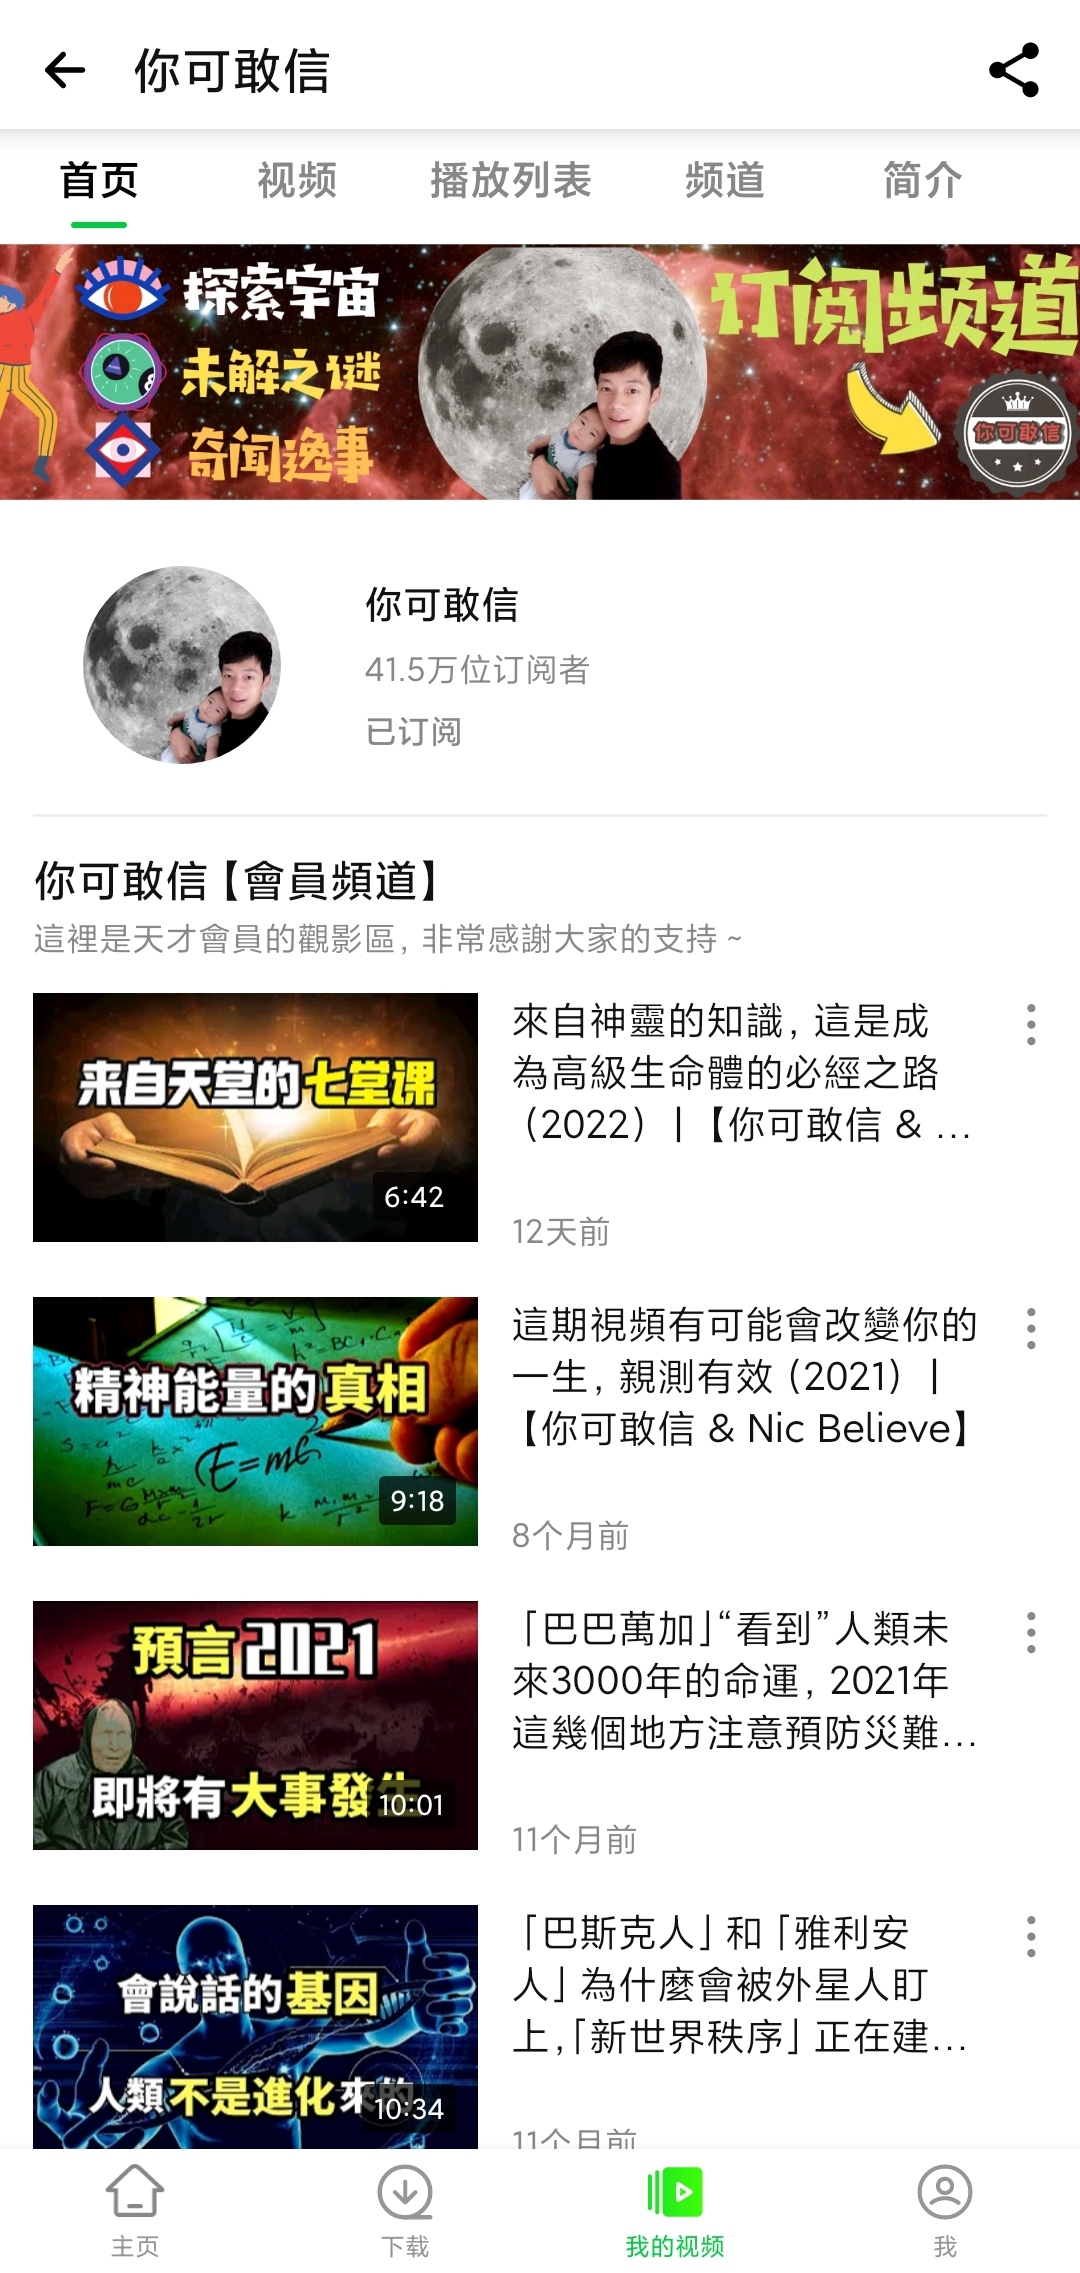 你可敢信
首页 视频 播放列表 频道 简介
探索宇宙
未解之谜
奇闻逸事
订阅频道
你可敢信
你可敢信
41.5万位订阅者
已订阅
你可敢信【會員頻道】
這裡是天才會員的觀影區, 非常感謝大家的支持 ~
来自天堂的七堂课
6:42
來自神靈的知識, 這是成
為高級生命體的必經之路
（2022）|【你可敢信 & ...
12天前
精神能量的真相
E=mc²
9:18
這期視頻有可能會改變你的
一生, 親測有效（2021）|
【你可敢信 & Nic Believe】
8个月前
預言2021
即將有大事發生
10:01
「巴巴萬加」“看到”人類未
來3000年的命運, 2021年
這幾個地方注意預防災難...
11个月前
會說話的基因
人類不是進化來的
10:34
「巴斯克人」和「雅利安
人」為什麼會被外星人盯
上,「新世界秩序」正在建...
11个月前
主页 下载 我的视频 我